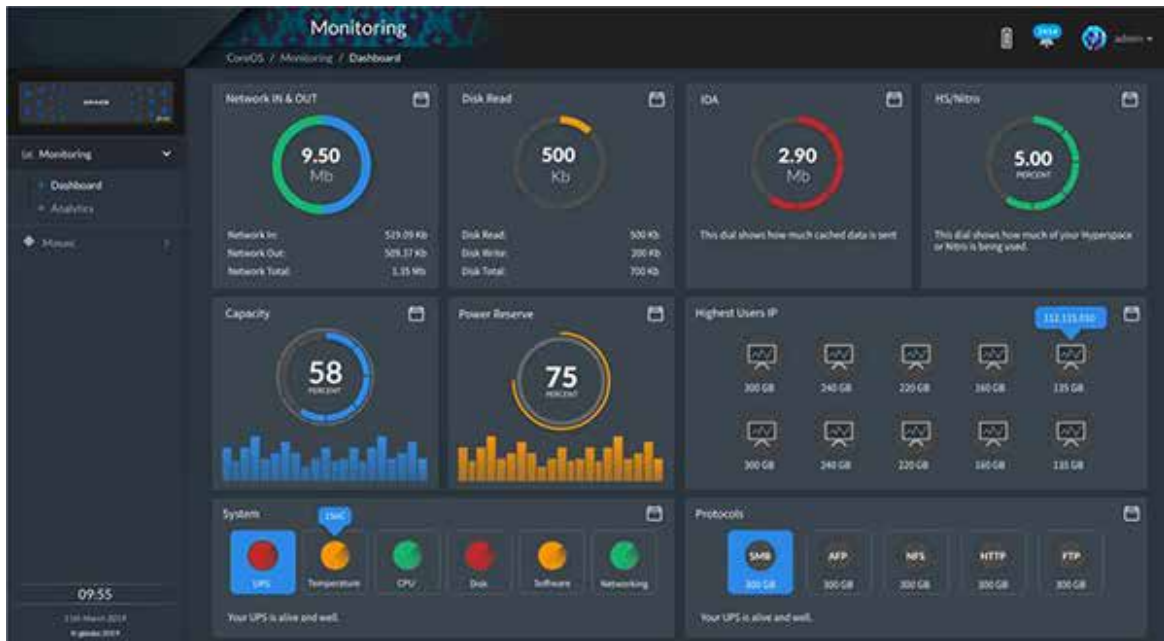 Monitoring
CoreOS / Monitoring / Dashboard
admin
Monitoring
Dashboard
Analytics
Mosaic
09:55
Network IN & OUT
9.50
Mb
Network In: 519.09 Kb
Network Out: 509.37 Kb
Network Total: 1.35 Mb
Disk Read
500
Kb
Disk Read: 500 Kb
Disk Write: 200 Kb
Disk Total: 700 Kb
IOA
2.90
Mb
This dial shows how much cached data is sent
HS/Nitro
5.00
PERCENT
This dial shows how much of your Hyperspace
or Nitro is being used.
Capacity
58
PERCENT
Power Reserve
75
PERCENT
Highest Users IP
300 GB 240 GB 220 GB 160 GB 135 GB
300 GB 240 GB 220 GB 160 GB 135 GB
System
UPS Temperature CPU Disk Software Networking
Your UPS is alive and well.
Protocols
SMB AFP NFS HTTP FTP
300 GB 300 GB 300 GB 300 GB 300 GB
Your UPS is alive and well.